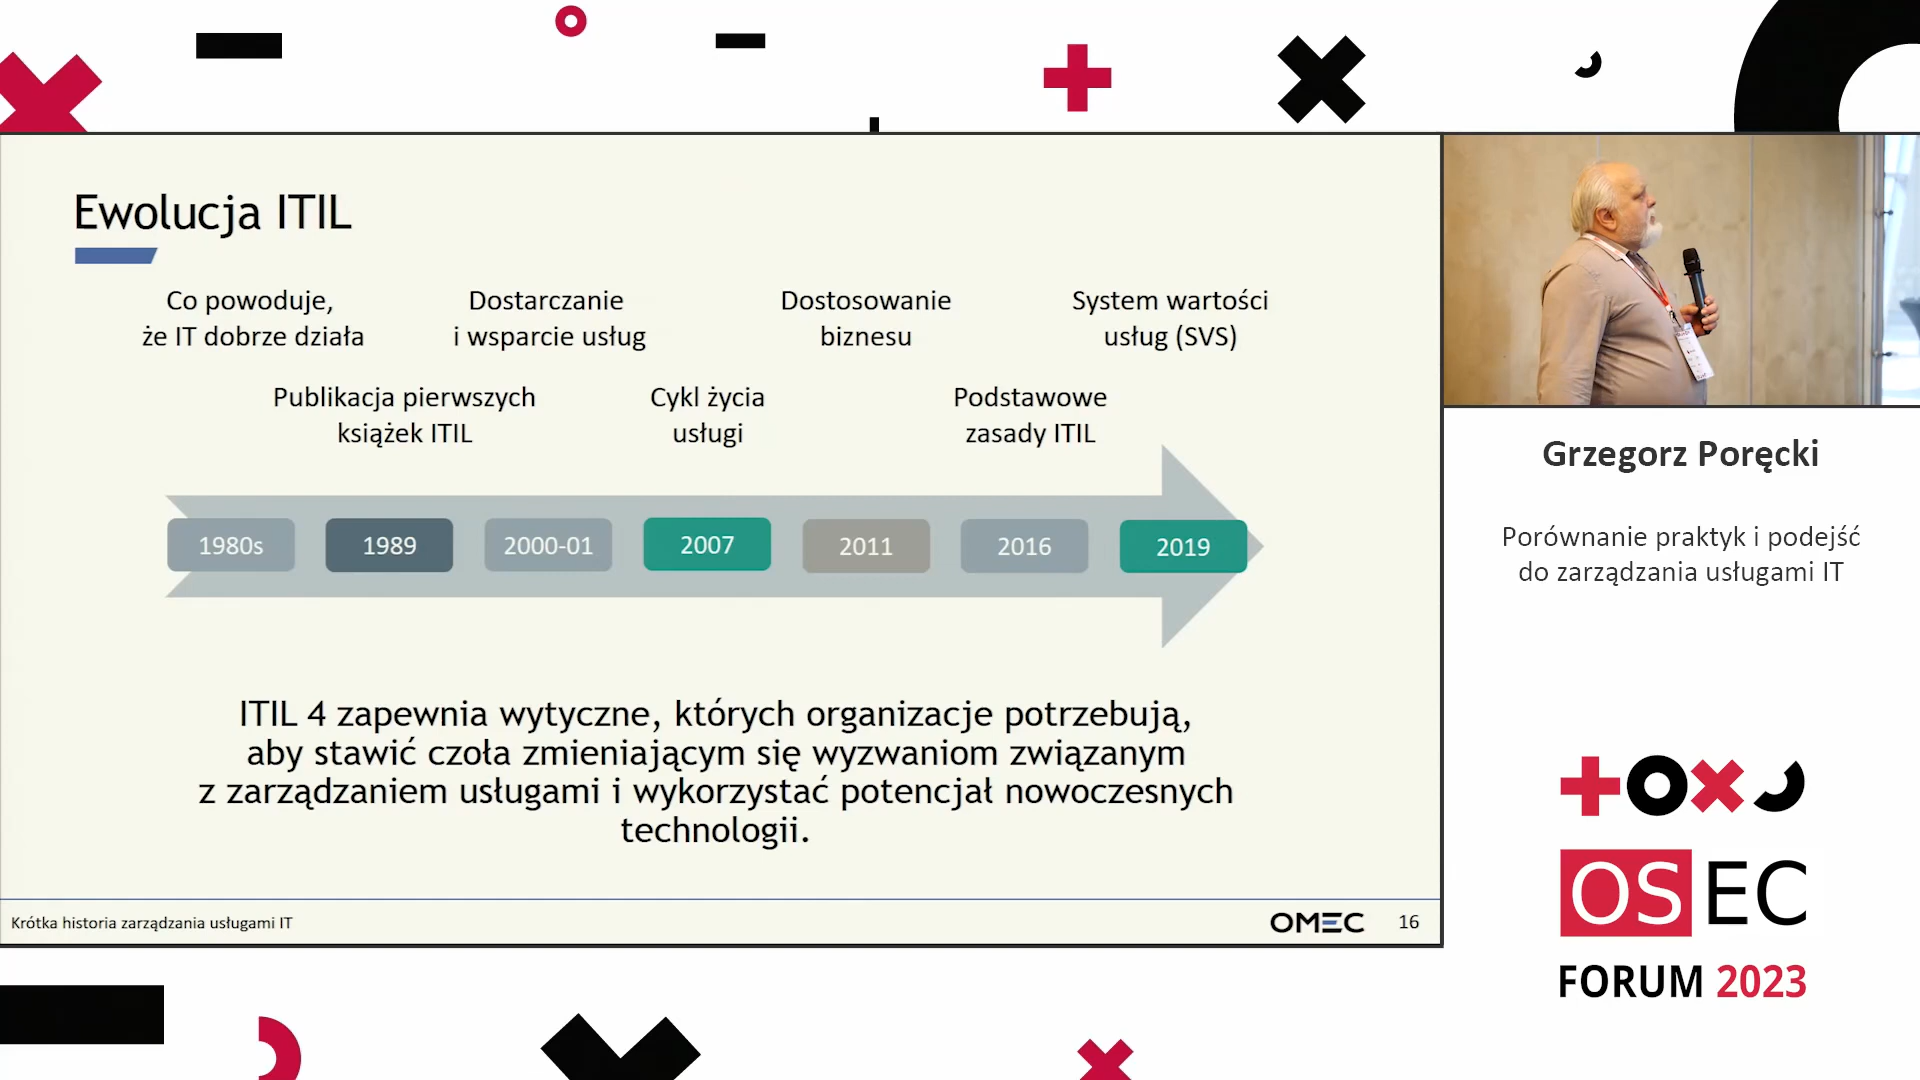 Ewolucja ITIL
Co powoduje,
że IT dobrze działa
Dostarczanie
i wsparcie usług
Dostosowanie
biznesu
System wartości
usług (SVS)
Publikacja pierwszych
książek ITIL
Cykl życia
usługi
Podstawowe
zasady ITIL
1980s
1989
2000-01
2007
2011
2016
2019
ITIL 4 zapewnia wytyczne, których organizacje potrzebują,
aby stawić czoła zmieniającym się wyzwaniom związanym
z zarządzaniem usługami i wykorzystać potencjał nowoczesnych
technologii.
Krótka historia zarządzania usługami IT
OMEC
16
Grzegorz Poręcki
Porównanie praktyk i podejść
do zarządzania usługami IT
OSEC
FORUM 2023